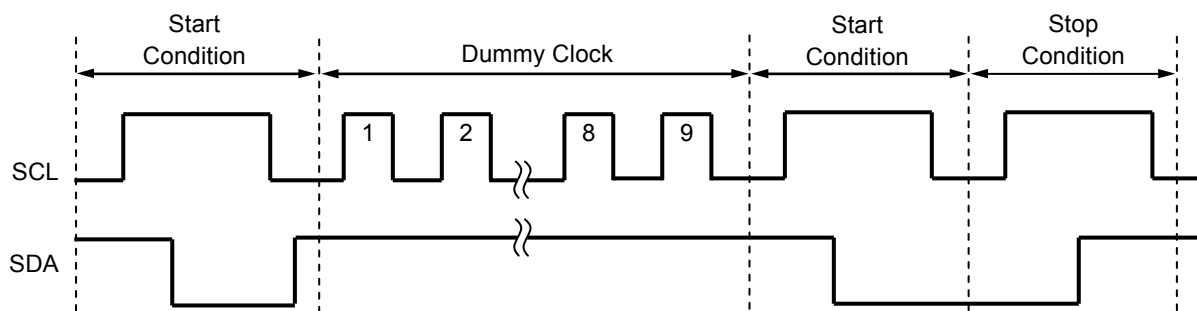 Start
Condition
Dummy Clock
Start
Condition
Stop
Condition
SCL
1
2
8
9
SDA